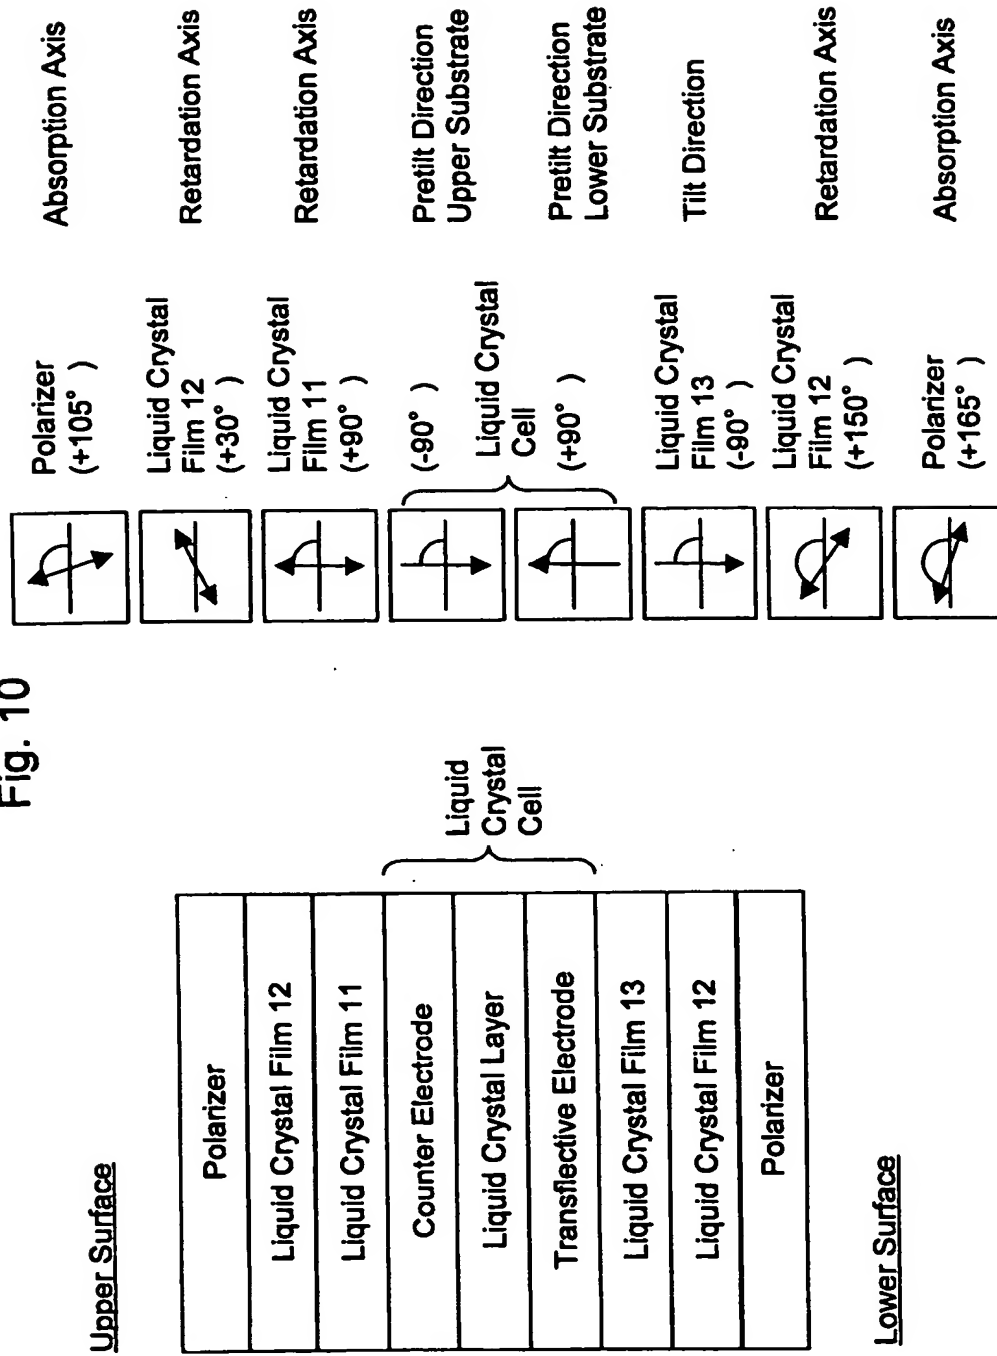 Fig. 10
Upper Surface
Polarizer
Liquid Crystal Film 12
Liquid Crystal Film 11
Counter Electrode
Liquid Crystal Layer
Transflective Electrode
Liquid Crystal Film 13
Liquid Crystal Film 12
Polarizer
Lower Surface
Liquid
Crystal
Cell
Polarizer
(+105° )
Absorption Axis
Liquid Crystal
Film 12
(+30° )
Retardation Axis
Liquid Crystal
Film 11
(+90° )
Retardation Axis
(-90° )
Pretilt Direction
Upper Substrate
Liquid Crystal
Cell
(+90° )
Pretilt Direction
Lower Substrate
Liquid Crystal
Film 13
(-90° )
Tilt Direction
Liquid Crystal
Film 12
(+150° )
Retardation Axis
Polarizer
(+165° )
Absorption Axis